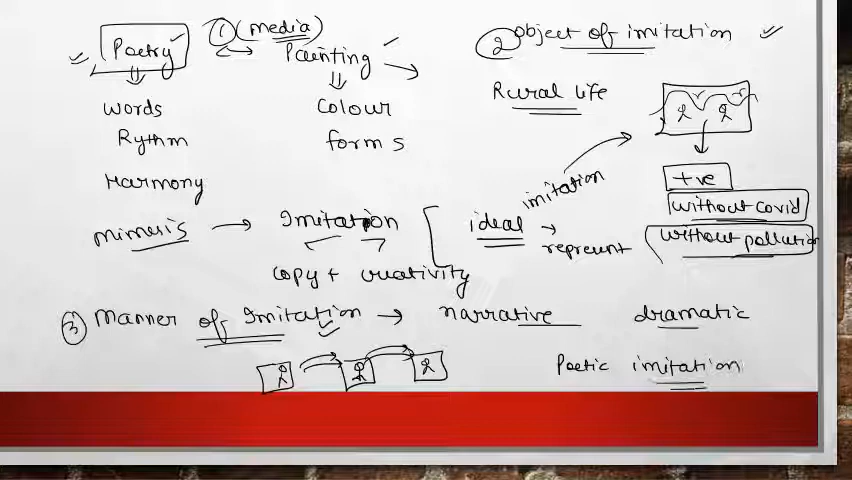 ① (media)
Poetry
Painting
② object of imitation
words
Rythm
Harmony
Colour
forms
Rural life
imitation
+ve
without covid
without pollution
mimesis → Imitation
copy + creativity
ideal →
represent
③ manner of Imitation → narrative dramatic
Poetic imitation